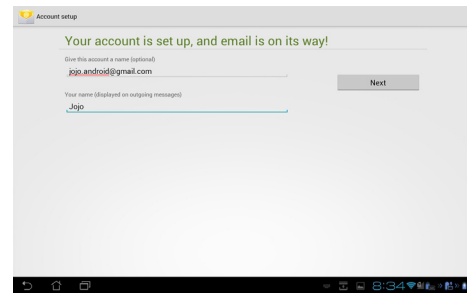 Account setup
Your account is set up, and email is on its way!
Give this account a name (optional)
jojo.android@gmail.com
Next
Your name (displayed on outgoing messages)
Jojo
8:34